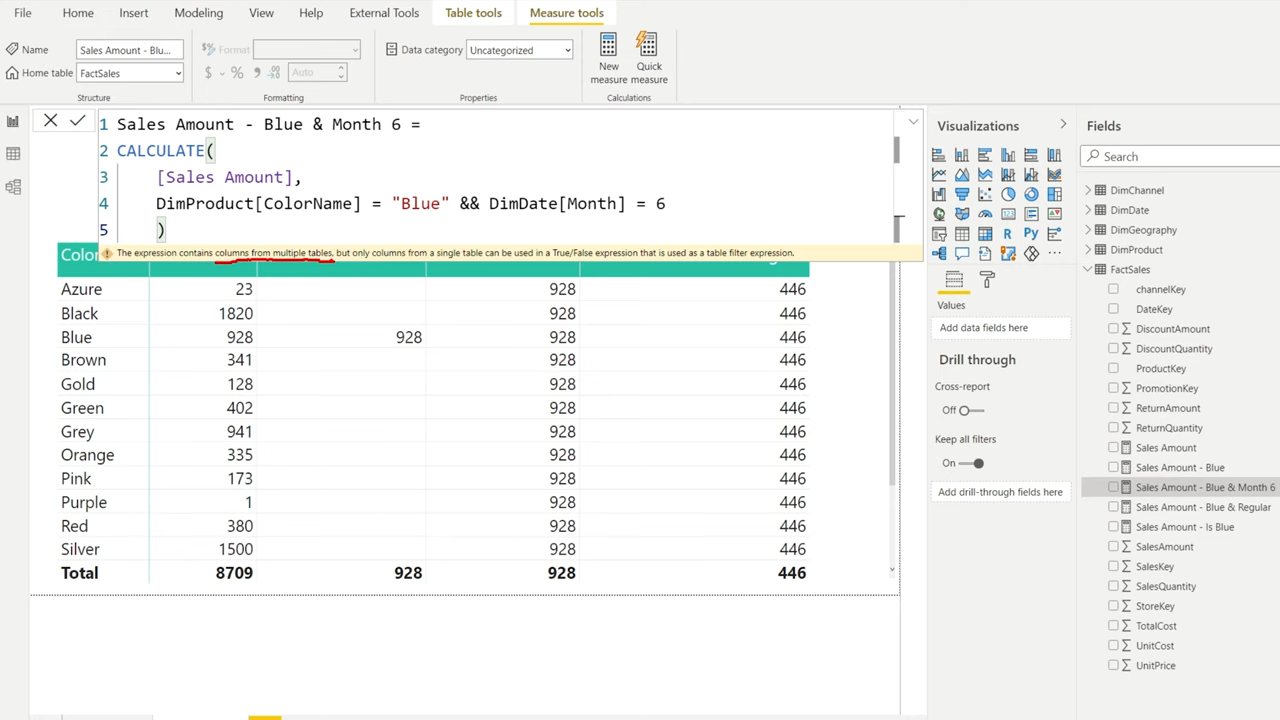 File Home Insert Modeling View Help External Tools Table tools Measure tools
Name Sales Amount - Blu...
Home table FactSales
Structure
Format
$ % Auto
Formatting
Data category Uncategorized
Properties
New measure
Quick measure
Calculations
1 Sales Amount - Blue & Month 6 =
2 CALCULATE(
3 [Sales Amount],
4 DimProduct[ColorName] = "Blue" && DimDate[Month] = 6
5 )
The expression contains columns from multiple tables, but only columns from a single table can be used in a True/False expression that is used as a table filter expression.
Azure 23 928 446
Black 1820 928 446
Blue 928 928 928 446
Brown 341 928 446
Gold 128 928 446
Green 402 928 446
Grey 941 928 446
Orange 335 928 446
Pink 173 928 446
Purple 1 928 446
Red 380 928 446
Silver 1500 928 446
Total 8709 928 928 446
Visualizations
R Py
Values
Add data fields here
Drill through
Cross-report
Off
Keep all filters
On
Add drill-through fields here
Fields
Search
DimChannel
DimDate
DimGeography
DimProduct
FactSales
channelKey
DateKey
DiscountAmount
DiscountQuantity
ProductKey
PromotionKey
ReturnAmount
ReturnQuantity
Sales Amount
Sales Amount - Blue
Sales Amount - Blue & Month 6
Sales Amount - Blue & Regular
Sales Amount - Is Blue
SalesAmount
SalesKey
SalesQuantity
StoreKey
TotalCost
UnitCost
UnitPrice